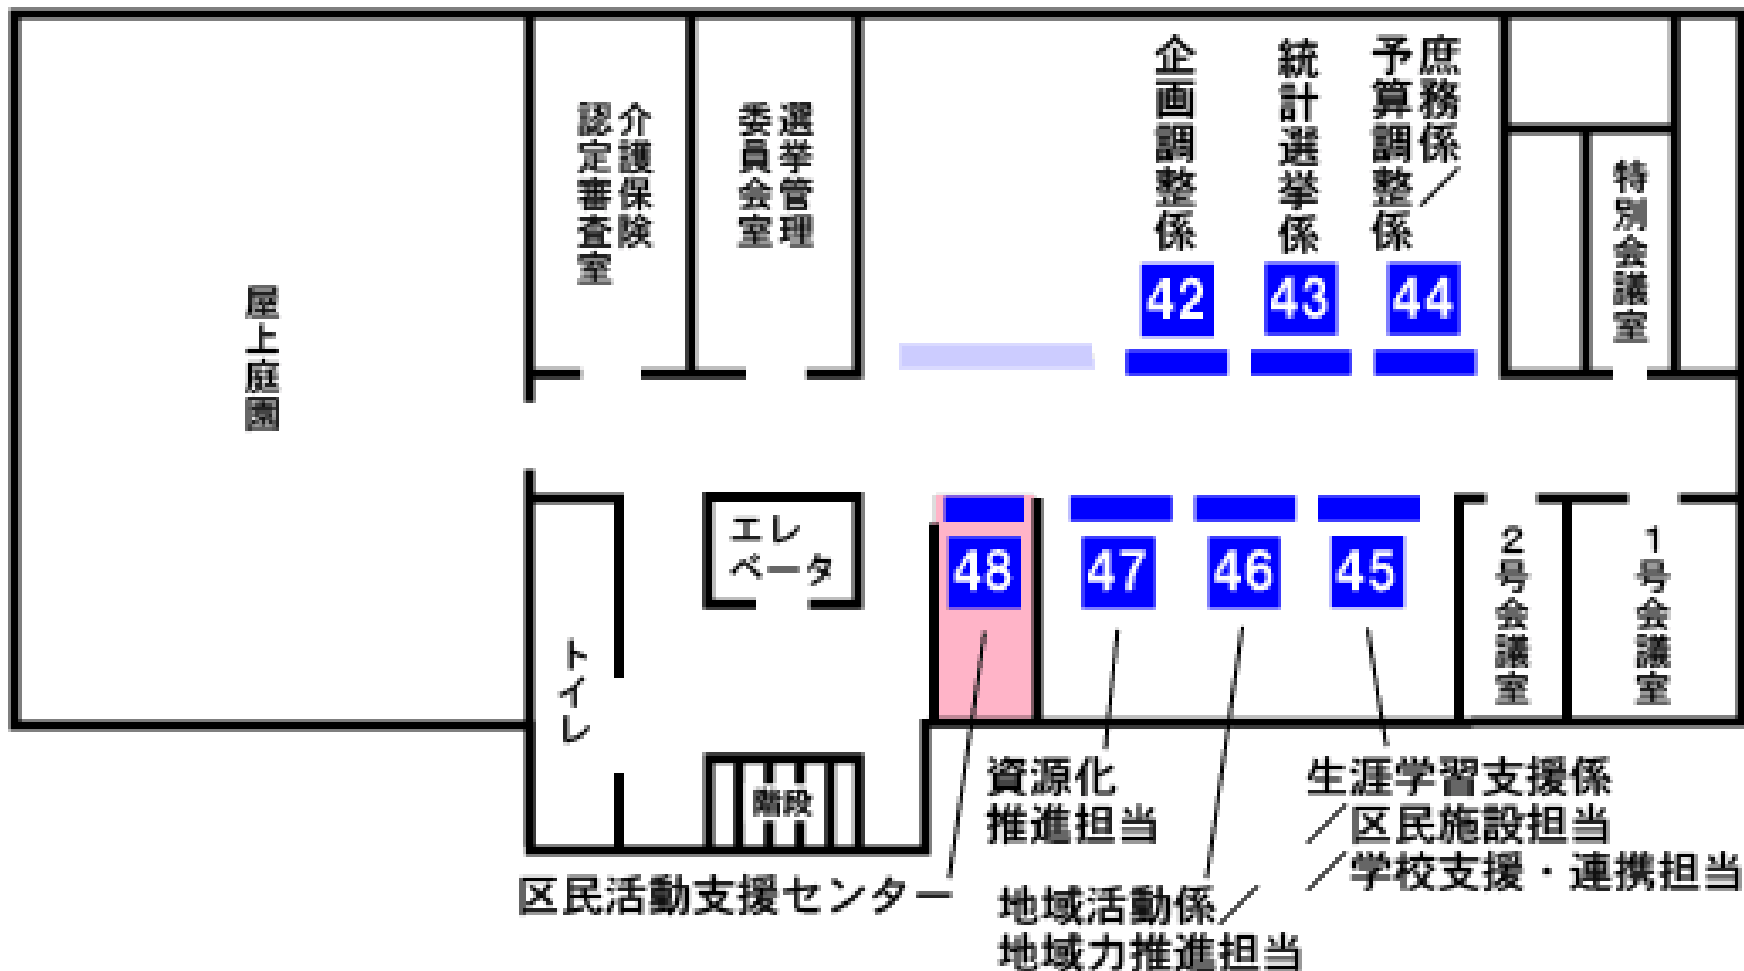 屋上庭園
介護保険
認定審査室
選挙管理
委員会室
企画調整係
統計選挙係
庶務係／
予算調整係
特別会議室
42
43
44
エレ
ベータ
トイレ
階段
48
47
46
45
2号会議室
1号会議室
区民活動支援センター
資源化
推進担当
地域活動係／
地域力推進担当
生涯学習支援係
／区民施設担当
／学校支援・連携担当